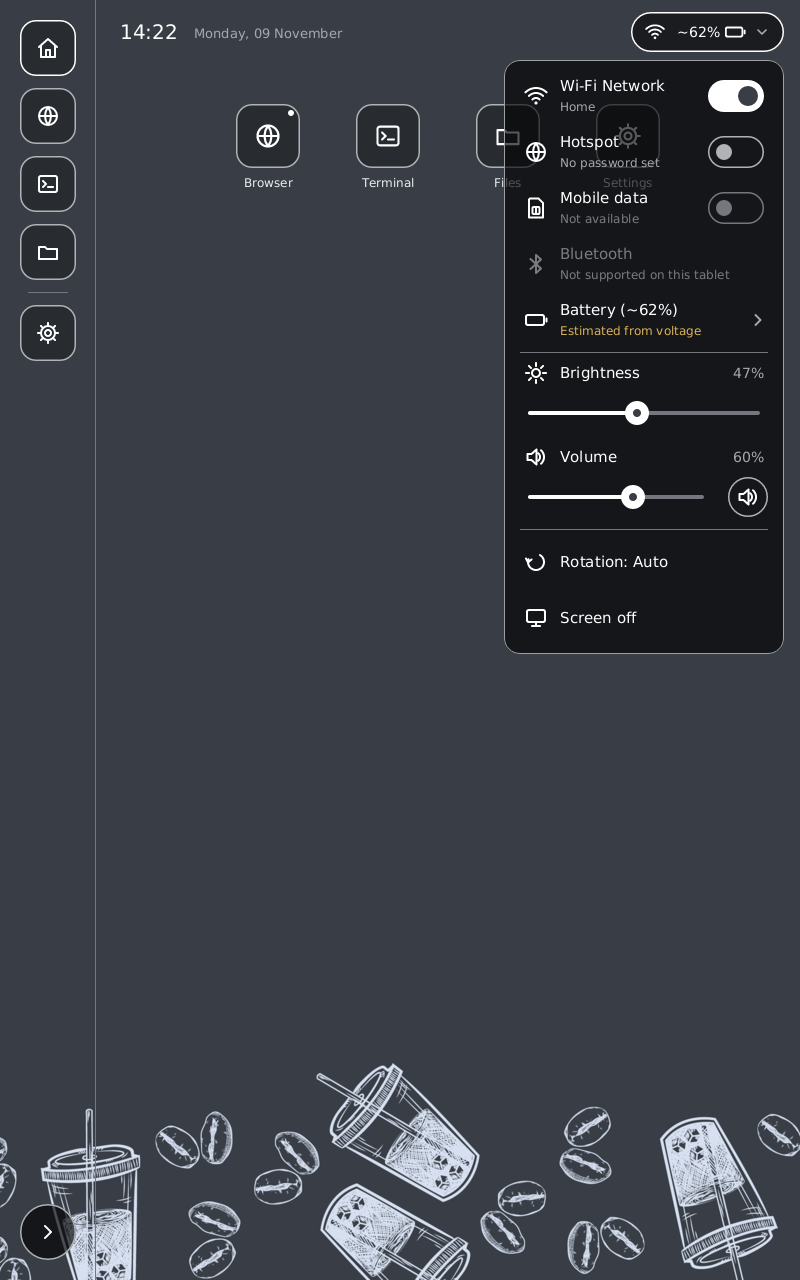 14:22 Monday, 09 November
~62%
Wi-Fi Network
Home
Hotspot
No password set
Mobile data
Not available
Bluetooth
Not supported on this tablet
Battery (~62%)
Estimated from voltage
Brightness 47%
Volume 60%
Rotation: Auto
Screen off
Browser Terminal Files Settings